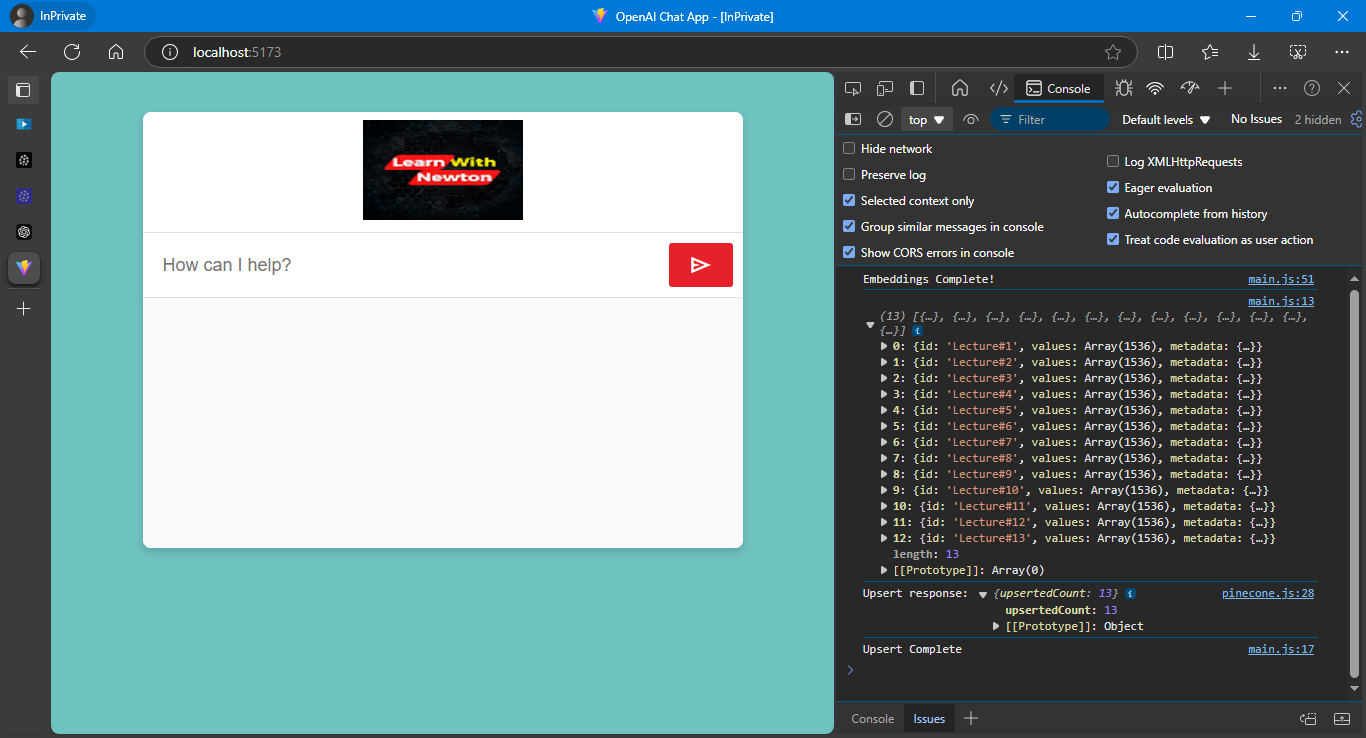 InPrivate
OpenAI Chat App - [InPrivate]
localhost:5173
Learn With
Newton
How can I help?
Console
top
Filter
Default levels
No Issues
2 hidden
Hide network
Preserve log
Selected context only
Group similar messages in console
Show CORS errors in console
Log XMLHttpRequests
Eager evaluation
Autocomplete from history
Treat code evaluation as user action
Embeddings Complete! main.js:51
main.js:13
(13) [{…}, {…}, {…}, {…}, {…}, {…}, {…}, {…}, {…}, {…}, {…}, {…},
{…}] i
0: {id: 'Lecture#1', values: Array(1536), metadata: {…}}
1: {id: 'Lecture#2', values: Array(1536), metadata: {…}}
2: {id: 'Lecture#3', values: Array(1536), metadata: {…}}
3: {id: 'Lecture#4', values: Array(1536), metadata: {…}}
4: {id: 'Lecture#5', values: Array(1536), metadata: {…}}
5: {id: 'Lecture#6', values: Array(1536), metadata: {…}}
6: {id: 'Lecture#7', values: Array(1536), metadata: {…}}
7: {id: 'Lecture#8', values: Array(1536), metadata: {…}}
8: {id: 'Lecture#9', values: Array(1536), metadata: {…}}
9: {id: 'Lecture#10', values: Array(1536), metadata: {…}}
10: {id: 'Lecture#11', values: Array(1536), metadata: {…}}
11: {id: 'Lecture#12', values: Array(1536), metadata: {…}}
12: {id: 'Lecture#13', values: Array(1536), metadata: {…}}
length: 13
[[Prototype]]: Array(0)
Upsert response: {upsertedCount: 13} i pinecone.js:28
upsertedCount: 13
[[Prototype]]: Object
Upsert Complete main.js:17
Console
Issues